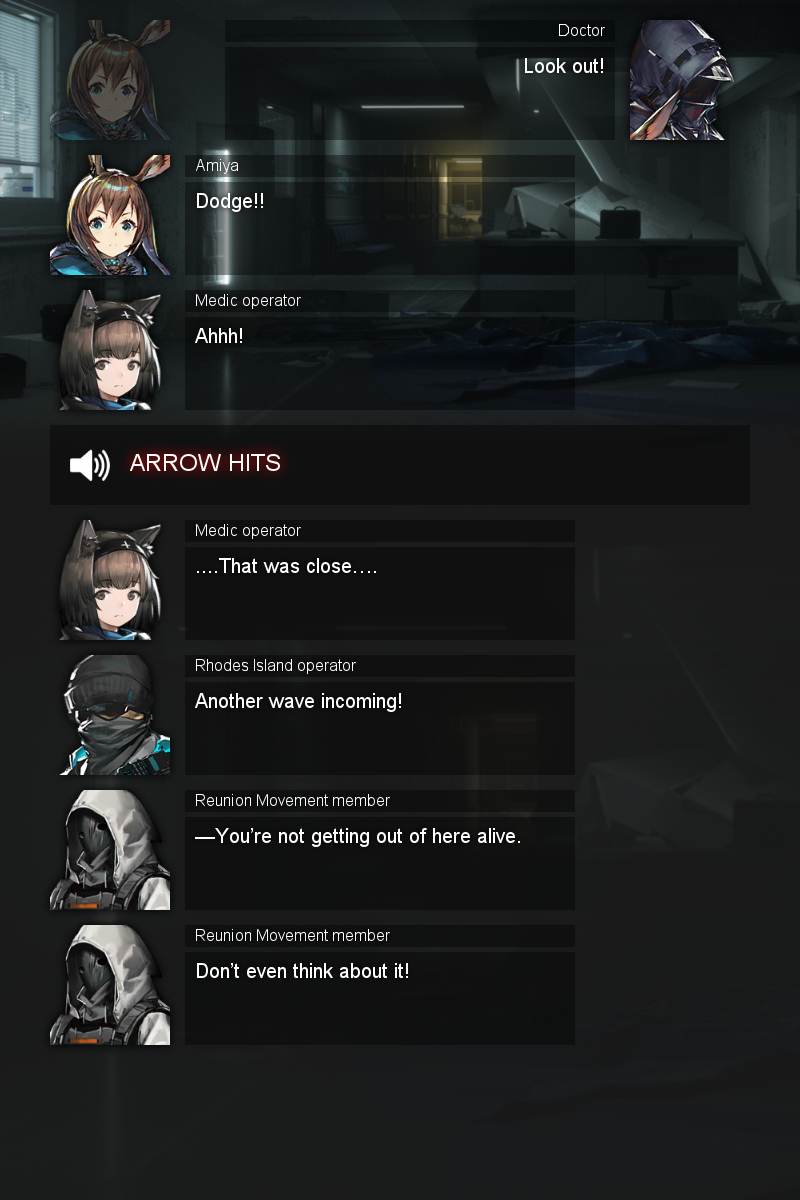 Doctor
Look out!
Amiya
Dodge!!
Medic operator
Ahhh!
ARROW HITS
Medic operator
....That was close....
Rhodes Island operator
Another wave incoming!
Reunion Movement member
—You’re not getting out of here alive.
Reunion Movement member
Don’t even think about it!